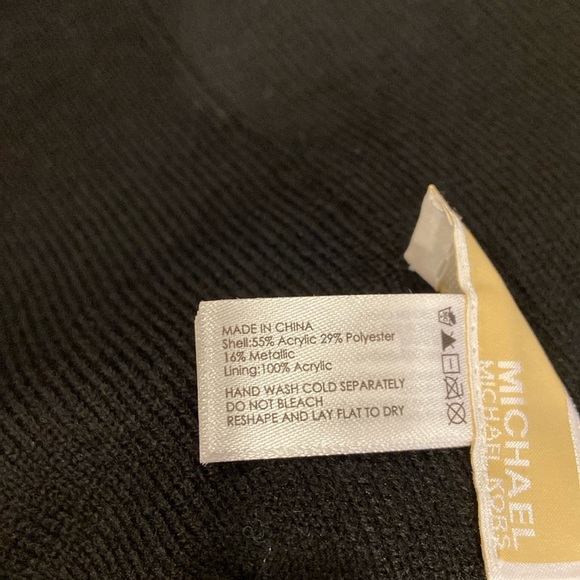 MADE IN CHINA
Shell:55% Acrylic 29% Polyester
16% Metallic
Lining:100% Acrylic
HAND WASH COLD SEPARATELY
DO NOT BLEACH
RESHAPE AND LAY FLAT TO DRY
MICHAEL
MICHAEL KORS